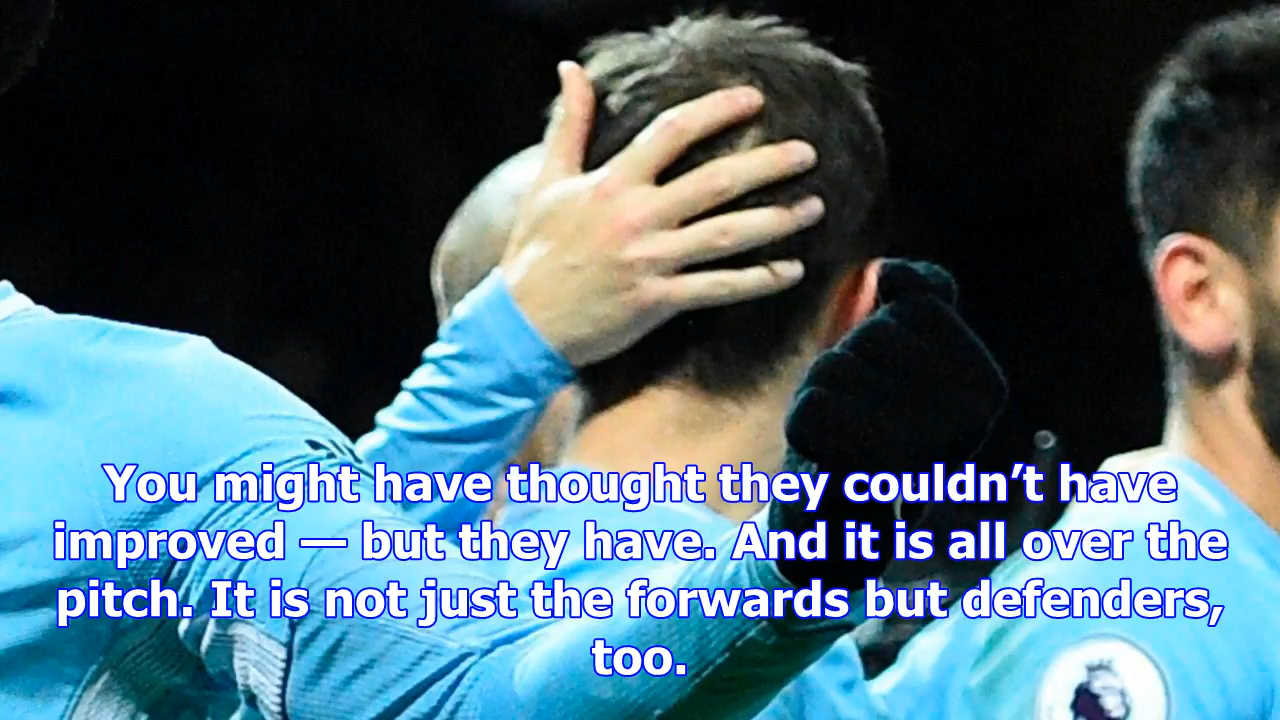 You might have thought they couldn’t have
improved — but they have. And it is all over the
pitch. It is not just the forwards but defenders,
too.